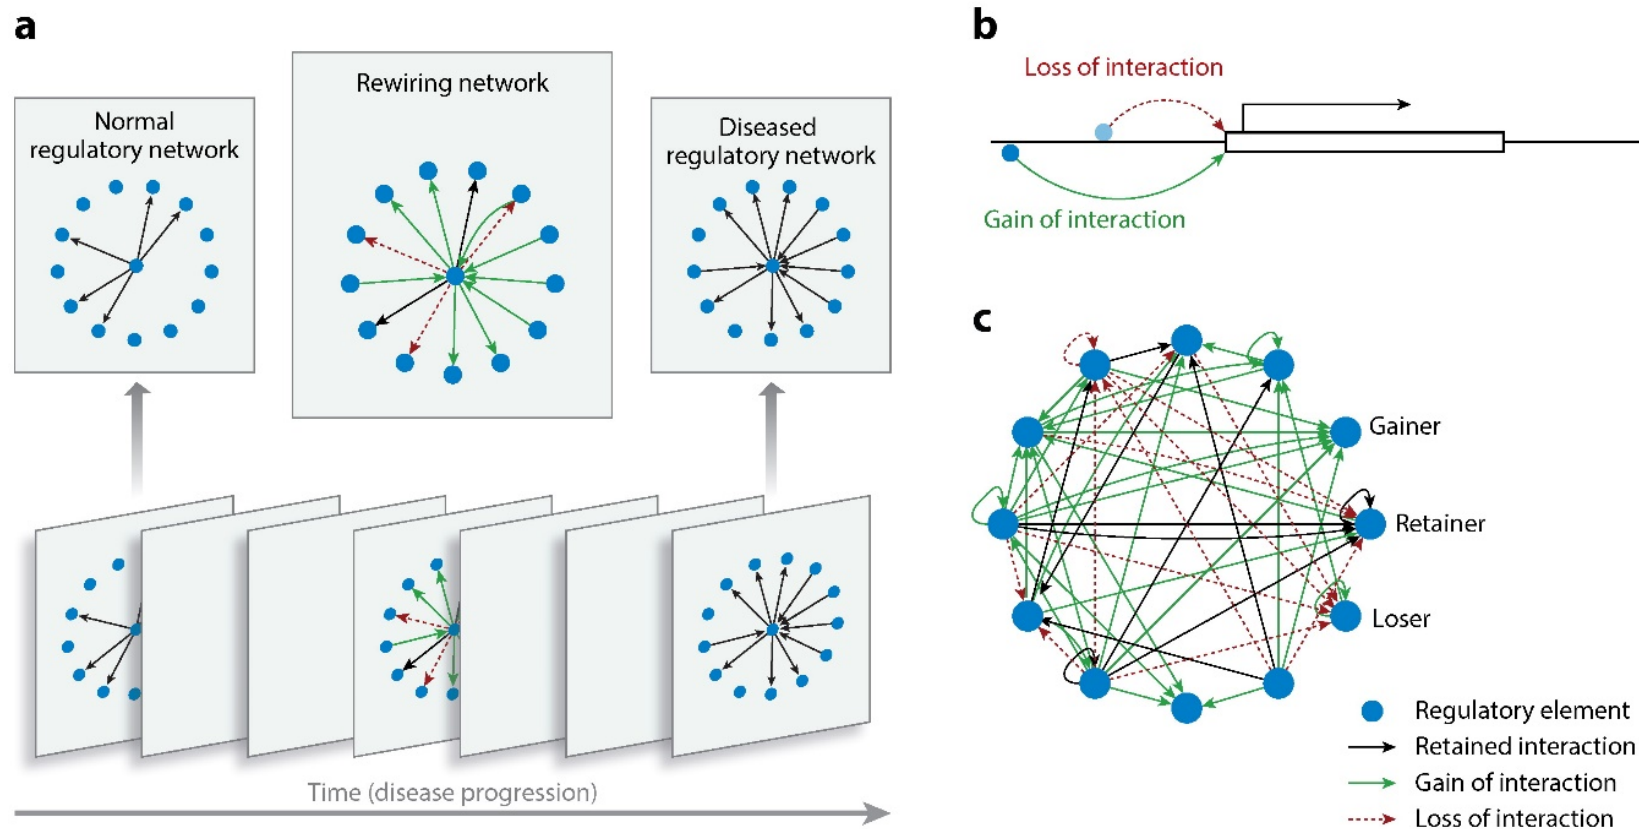 a
Normal
regulatory network
Rewiring network
Diseased
regulatory network
Time (disease progression)
b
Loss of interaction
Gain of interaction
c
Gainer
Retainer
Loser
Regulatory element
Retained interaction
Gain of interaction
Loss of interaction